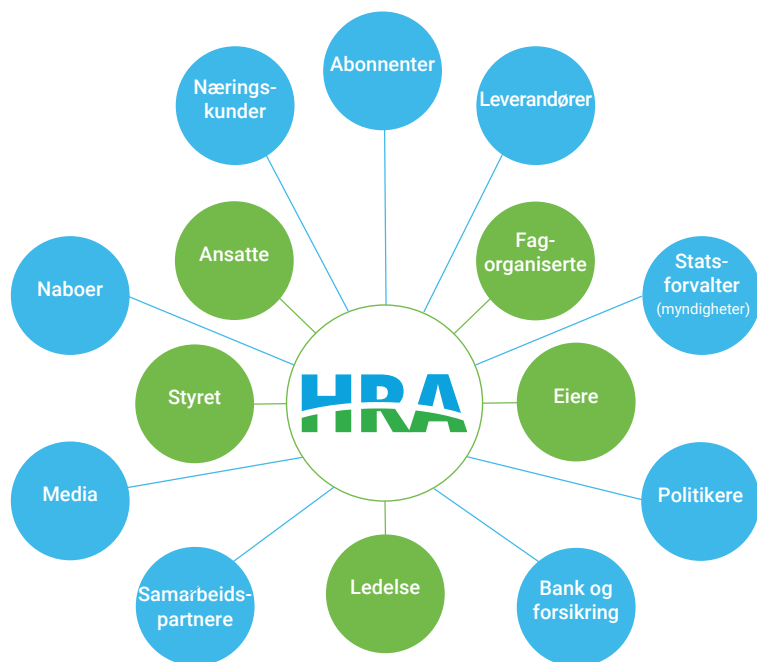 Abonnenter
Nærings-
kunder
Leverandører
Ansatte
Fag-
organiserte
Naboer
Stats-
forvalter
(myndigheter)
HRA
Styret
Eiere
Media
Politikere
Samarbeids-
partnere
Ledelse
Bank og
forsikring